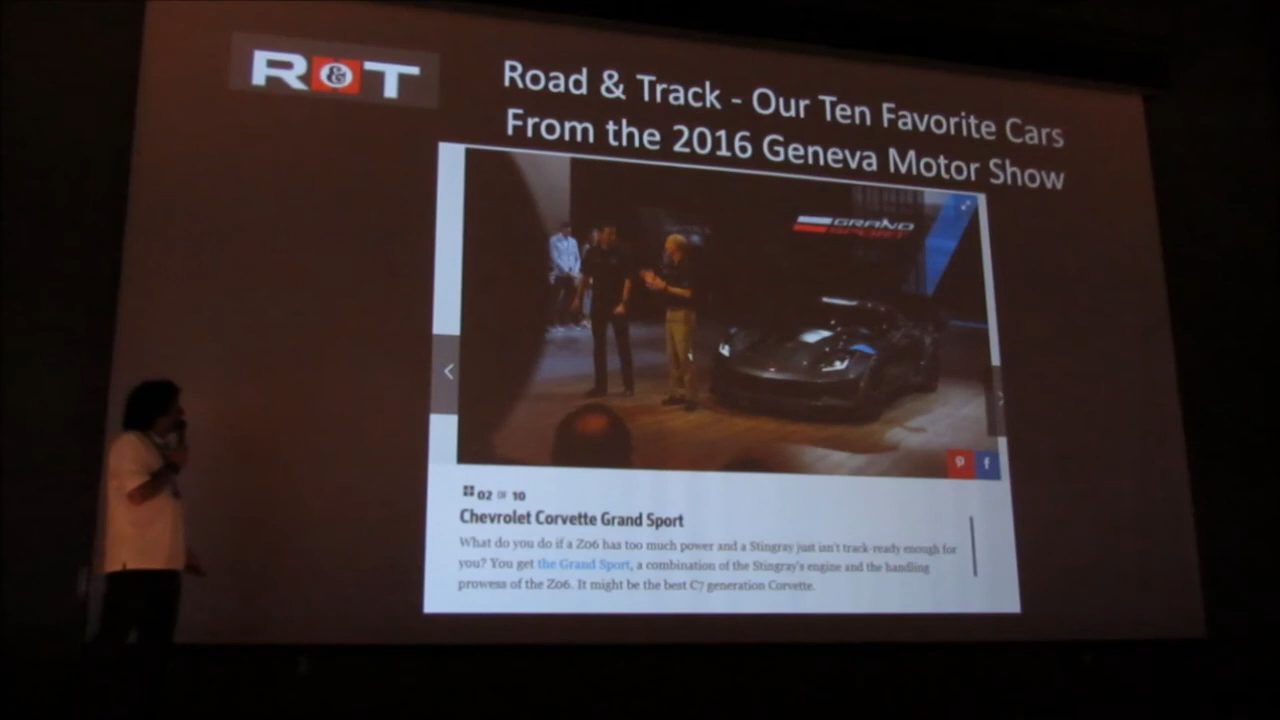 R&T
Road & Track - Our Ten Favorite Cars
From the 2016 Geneva Motor Show
GRAND
SPORT
02 OF 10
Chevrolet Corvette Grand Sport
What do you do if a Z06 has too much power and a Stingray just isn't track-ready enough for
you? You get the Grand Sport, a combination of the Stingray's engine and the handling
prowess of the Z06. It might be the best C7 generation Corvette.